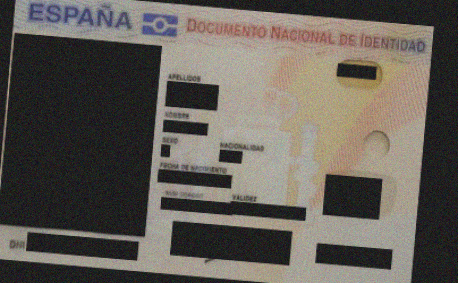 ESPAÑA DOCUMENTO NACIONAL DE IDENTIDAD
APELLIDOS
NOMBRE
SEXO NACIONALIDAD
FECHA DE NACIMIENTO
VALIDEZ
DNI